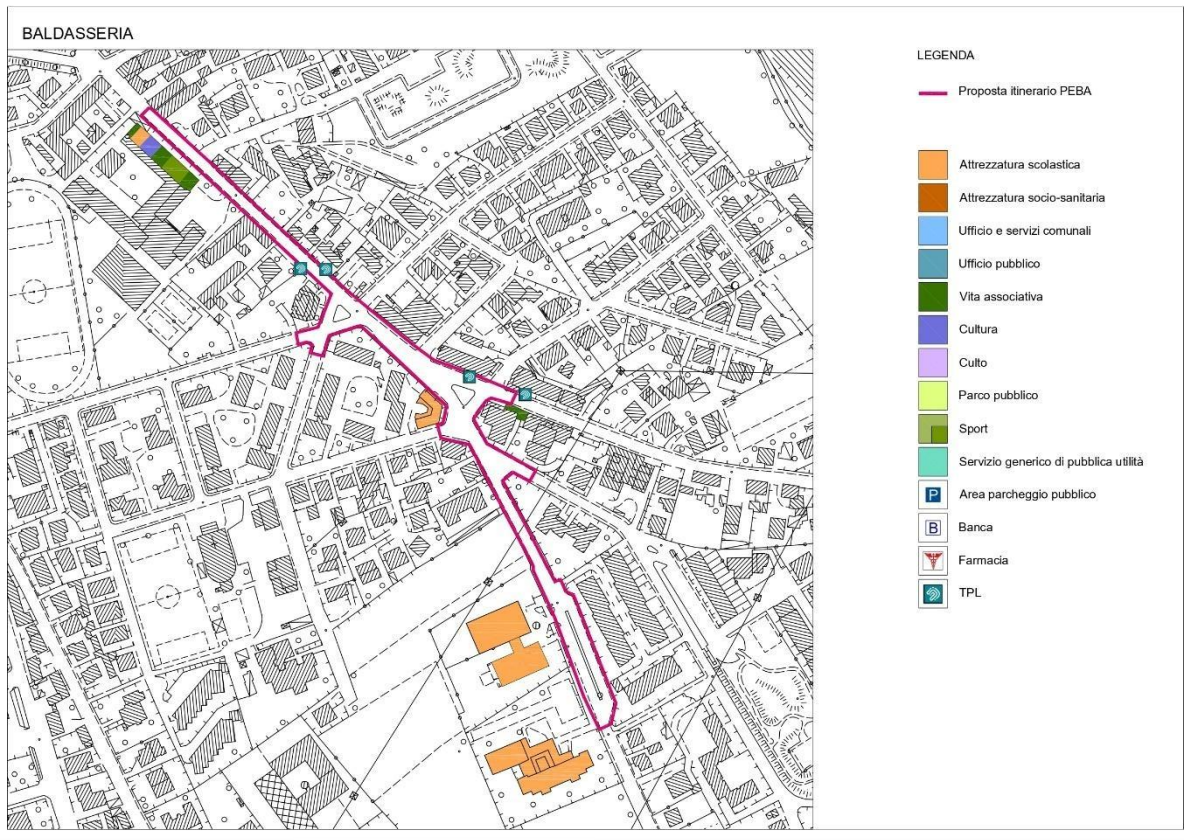 BALDASSERIA
LEGENDA
Proposta itinerario PEBA
Attrezzatura scolastica
Attrezzatura socio-sanitaria
Ufficio e servizi comunali
Ufficio pubblico
Vita associativa
Cultura
Culto
Parco pubblico
Sport
Servizio generico di pubblica utilità
P Area parcheggio pubblico
B Banca
Farmacia
TPL